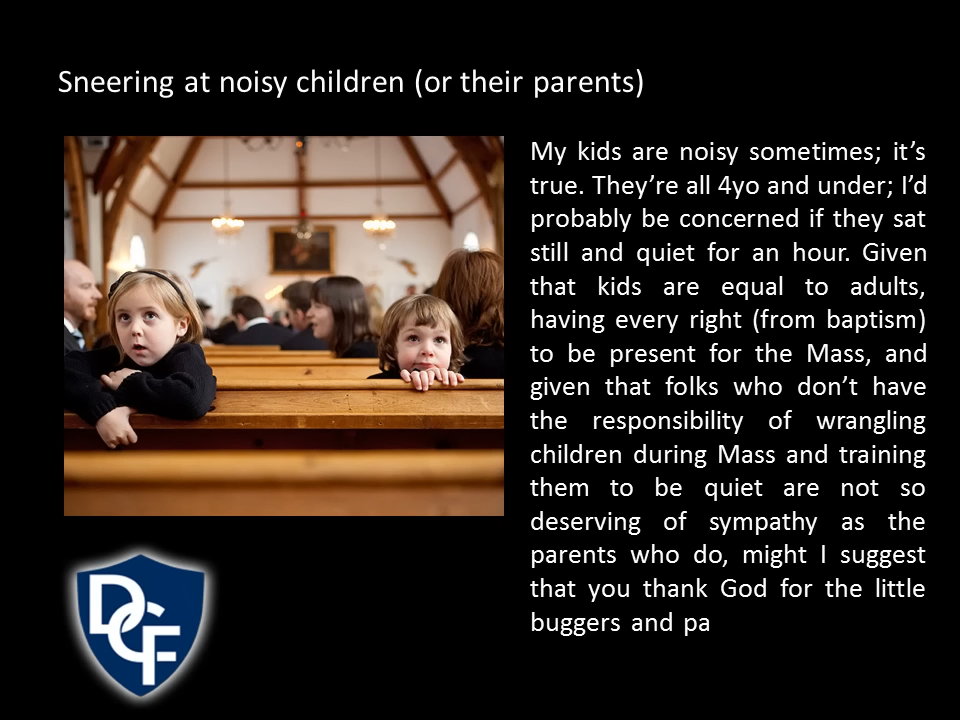 Sneering at noisy children (or their parents)
My kids are noisy sometimes; it’s
true. They’re all 4yo and under; I’d
probably be concerned if they sat
still and quiet for an hour. Given
that kids are equal to adults,
having every right (from baptism)
to be present for the Mass, and
given that folks who don’t have
the responsibility of wrangling
children during Mass and training
them to be quiet are not so
deserving of sympathy as the
parents who do, might I suggest
that you thank God for the little
buggers and pa
DCF